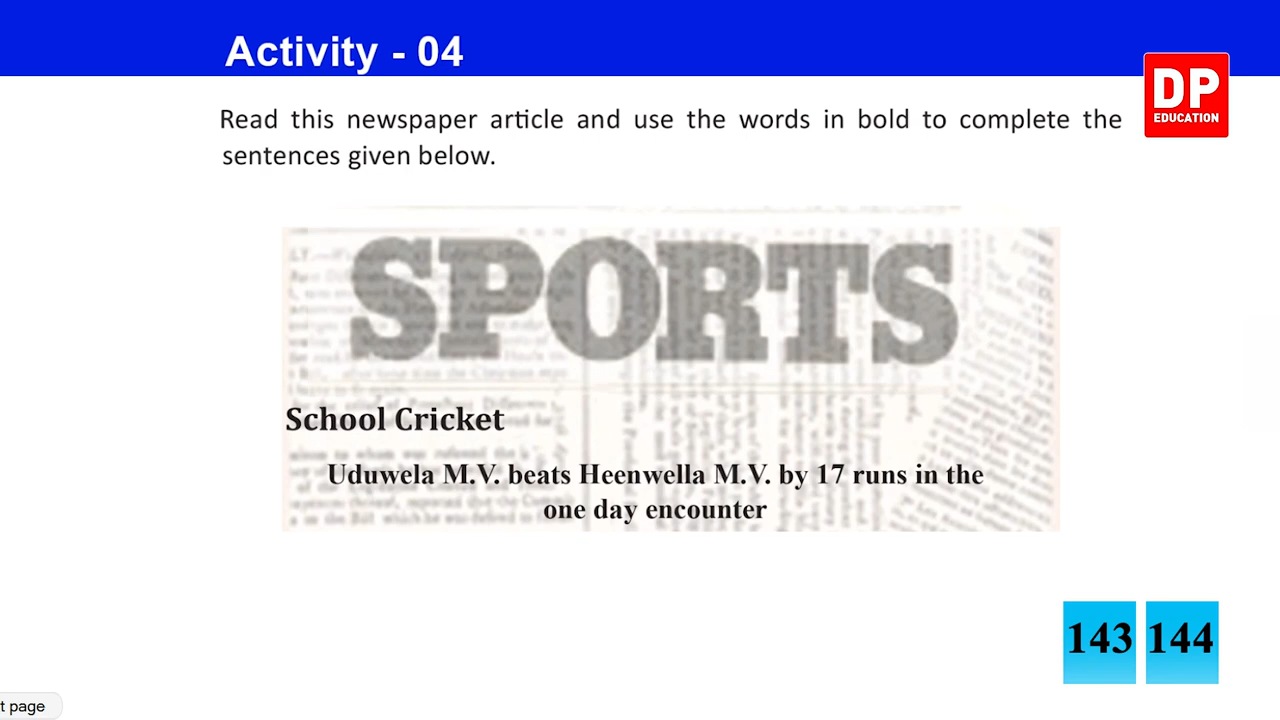 Activity - 04
DP
EDUCATION
Read this newspaper article and use the words in bold to complete the
sentences given below.
SPORTS
School Cricket
Uduwela M.V. beats Heenwella M.V. by 17 runs in the
one day encounter
143 144
t page